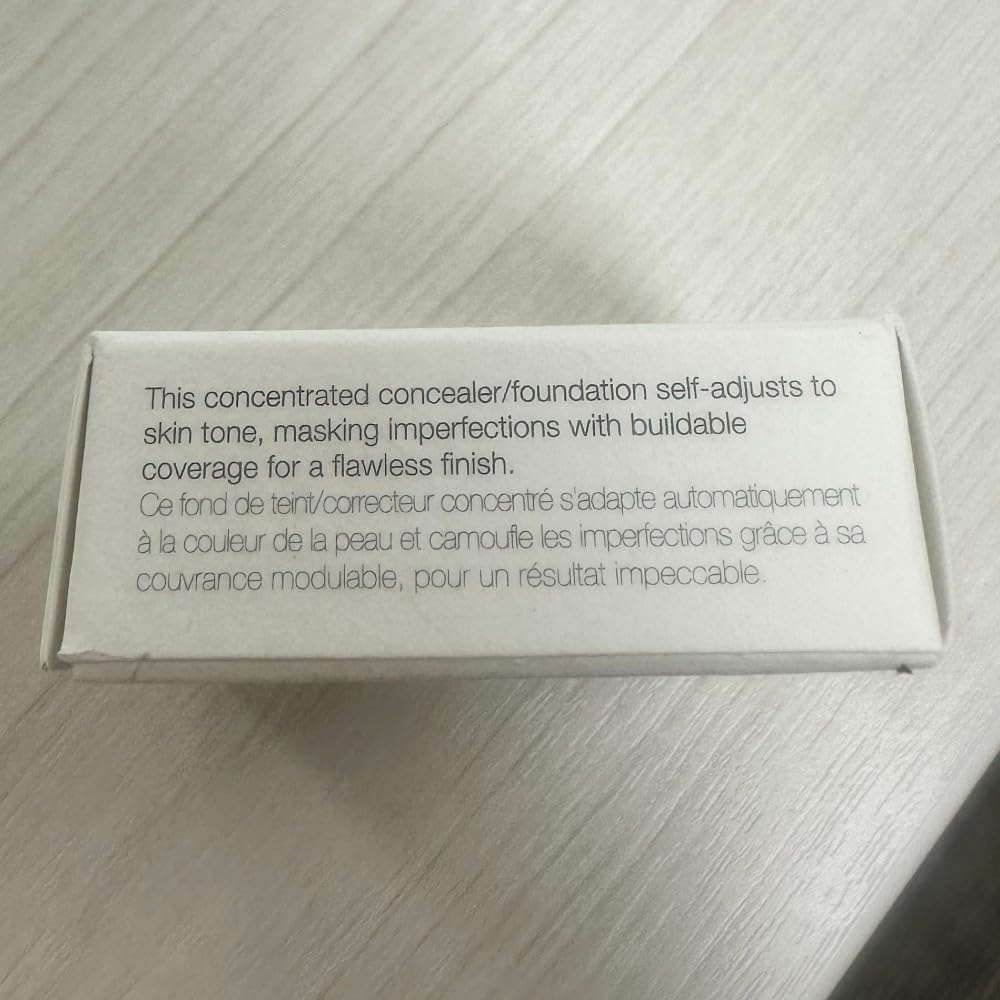 This concentrated concealer/foundation self-adjusts to
skin tone, masking imperfections with buildable
coverage for a flawless finish.
Ce fond de teint/correcteur concentré s'adapte automatiquement
à la couleur de la peau et camoufle les imperfections grâce à sa
couvrance modulable, pour un résultat impeccable.